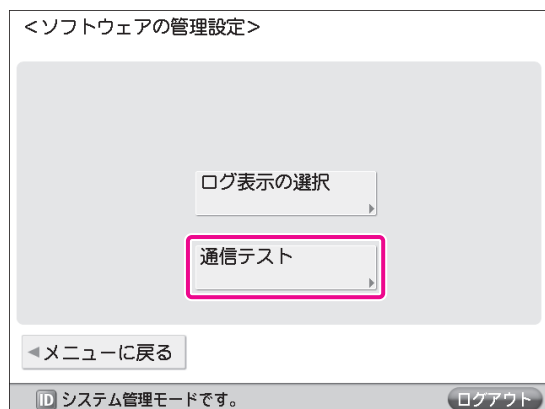 ＜ソフトウェアの管理設定＞
ログ表示の選択
通信テスト
メニューに戻る
ID システム管理モードです。
ログアウト